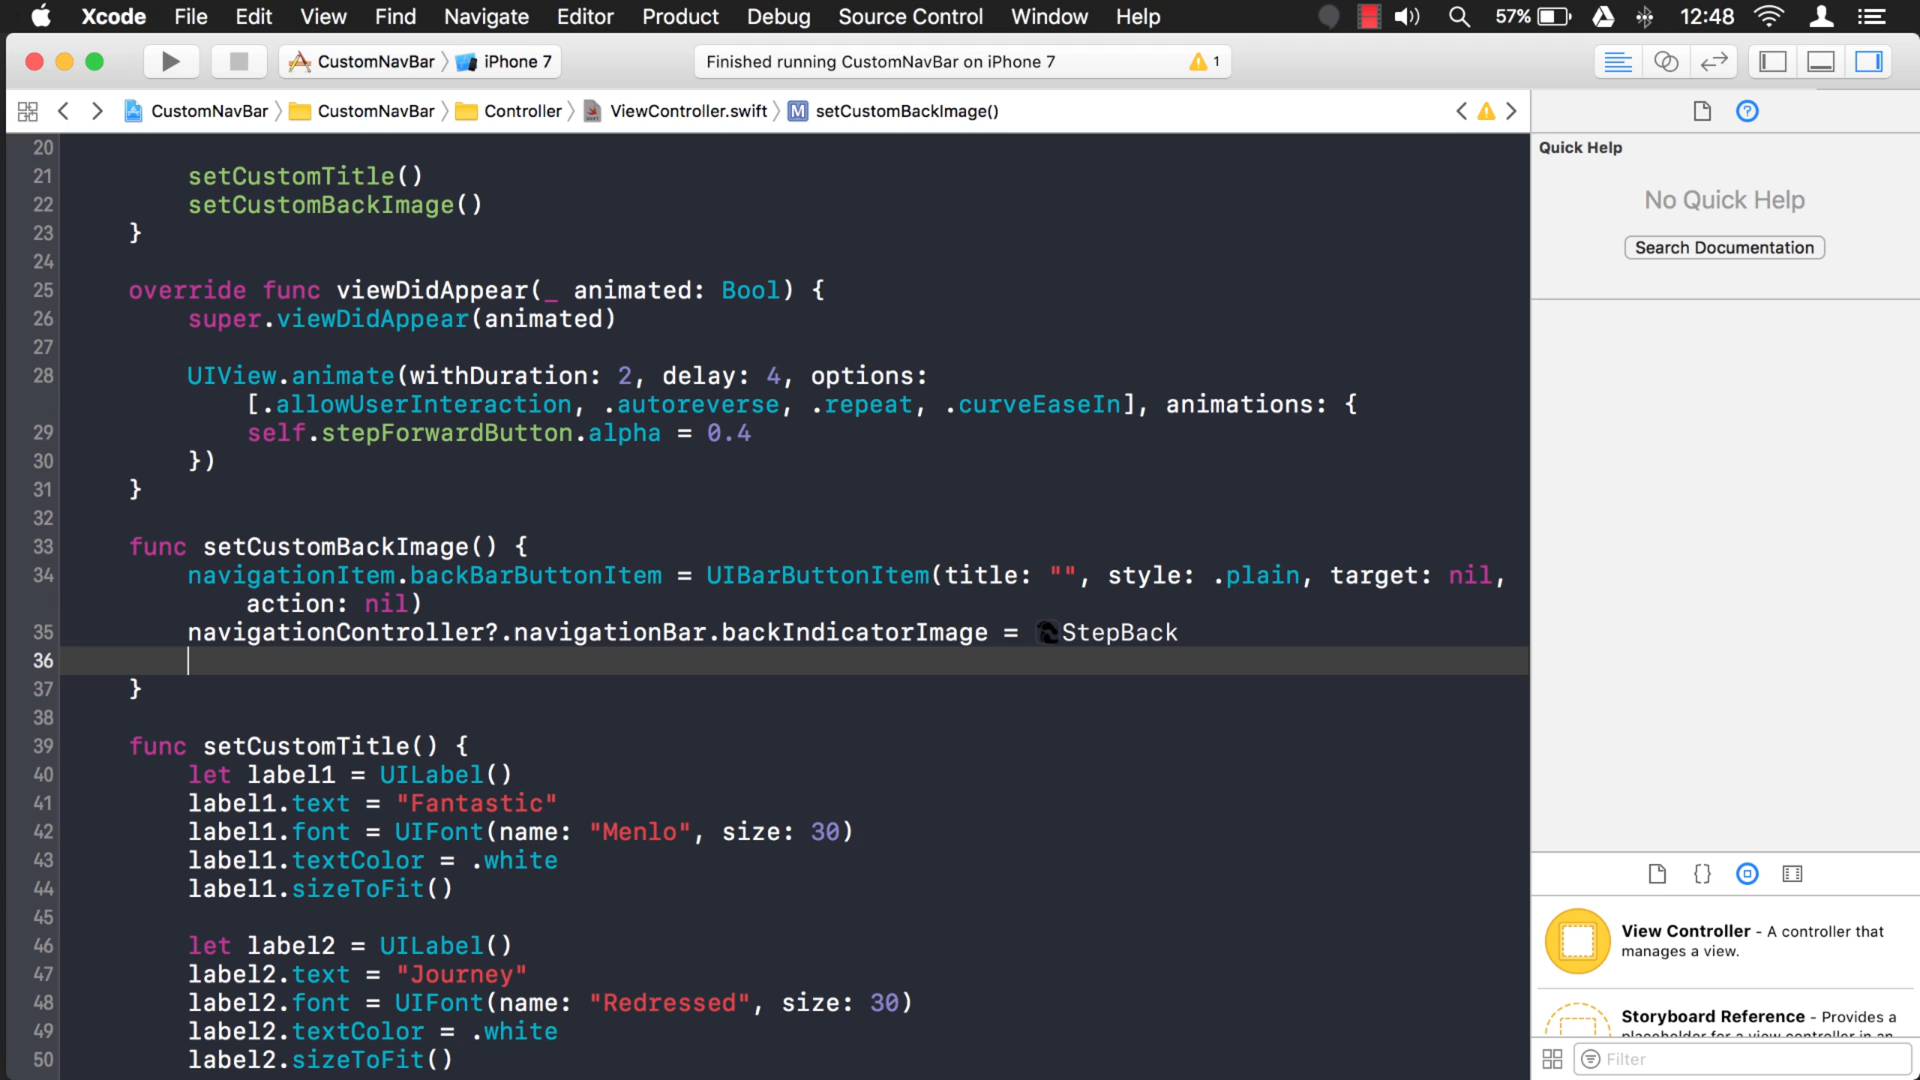 Xcode File Edit View Find Navigate Editor Product Debug Source Control Window Help 57% 12:48
CustomNavBar iPhone 7 Finished running CustomNavBar on iPhone 7 1
CustomNavBar CustomNavBar Controller ViewController.swift M setCustomBackImage()
Quick Help
No Quick Help
Search Documentation
20
21 setCustomTitle()
22 setCustomBackImage()
23 }
24
25 override func viewDidAppear(_ animated: Bool) {
26 super.viewDidAppear(animated)
27
28 UIView.animate(withDuration: 2, delay: 4, options:
[.allowUserInteraction, .autoreverse, .repeat, .curveEaseIn], animations: {
29 self.stepForwardButton.alpha = 0.4
30 })
31 }
32
33 func setCustomBackImage() {
34 navigationItem.backBarButtonItem = UIBarButtonItem(title: "", style: .plain, target: nil,
action: nil)
35 navigationController?.navigationBar.backIndicatorImage = StepBack
36
37 }
38
39 func setCustomTitle() {
40 let label1 = UILabel()
41 label1.text = "Fantastic"
42 label1.font = UIFont(name: "Menlo", size: 30)
43 label1.textColor = .white
44 label1.sizeToFit()
45
46 let label2 = UILabel()
47 label2.text = "Journey"
48 label2.font = UIFont(name: "Redressed", size: 30)
49 label2.textColor = .white
50 label2.sizeToFit()
View Controller - A controller that
manages a view.
Storyboard Reference - Provides a
placeholder for a view controller in an
Filter